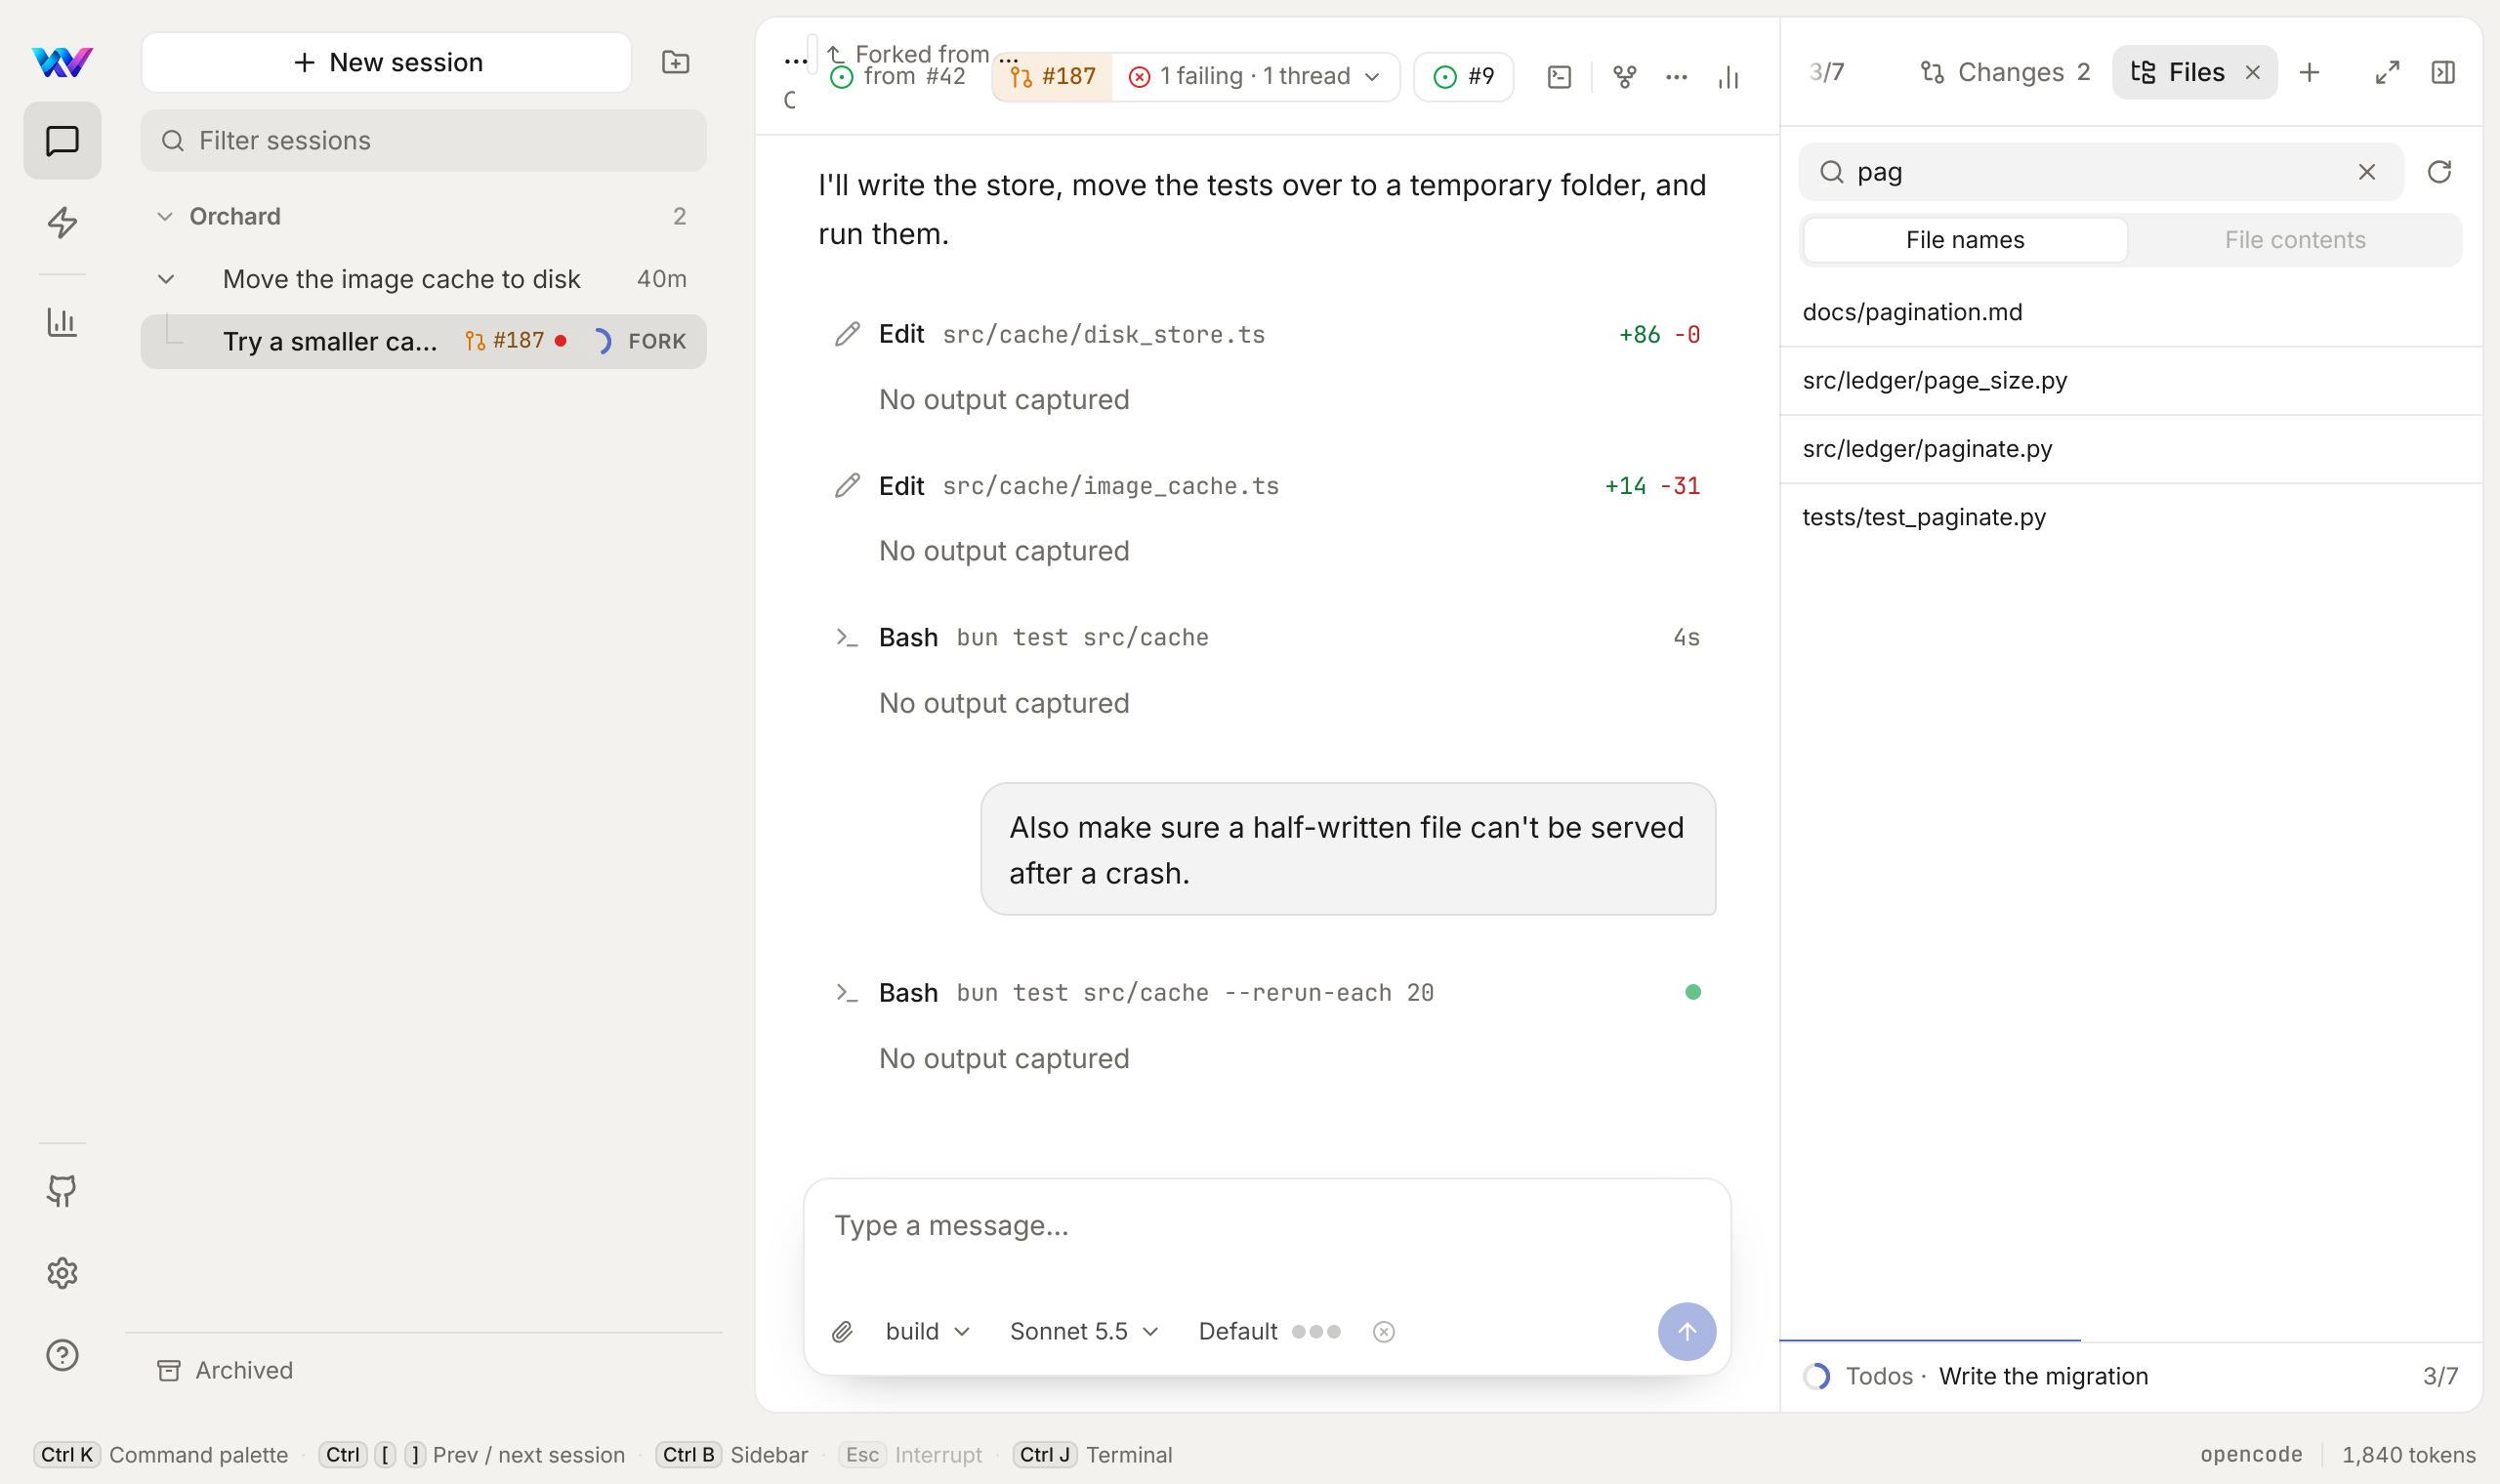 New session
Filter sessions
Orchard 2
Move the image cache to disk 40m
Try a smaller ca... #187 FORK
Archived
... Forked from ...
from #42 #187 1 failing · 1 thread #9
I'll write the store, move the tests over to a temporary folder, and
run them.
Edit src/cache/disk_store.ts +86 -0
No output captured
Edit src/cache/image_cache.ts +14 -31
No output captured
Bash bun test src/cache 4s
No output captured
Also make sure a half-written file can't be served
after a crash.
Bash bun test src/cache --rerun-each 20
No output captured
Type a message...
build Sonnet 5.5 Default
3/7 Changes 2 Files
pag
File names File contents
docs/pagination.md
src/ledger/page_size.py
src/ledger/paginate.py
tests/test_paginate.py
Todos · Write the migration 3/7
Ctrl K Command palette · Ctrl [ ] Prev / next session · Ctrl B Sidebar · Esc Interrupt · Ctrl J Terminal
opencode 1,840 tokens